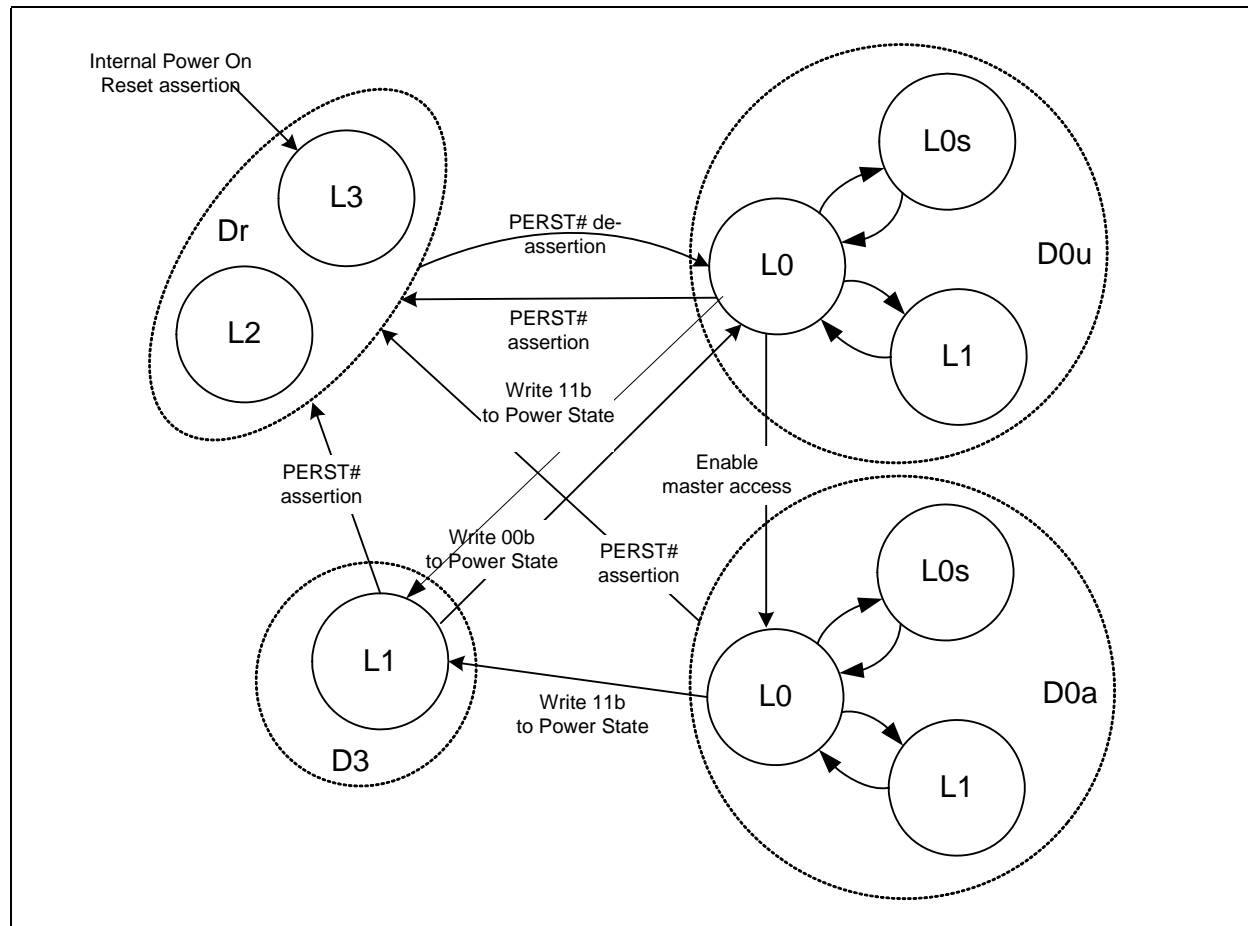 Internal Power On
Reset assertion
L3
Dr
L2
PERST# de-
assertion
PERST#
assertion
L0s
L0
D0u
L1
Write 11b
to Power State
Enable
master access
PERST#
assertion
Write 00b
to Power State
PERST#
assertion
L1
D3
Write 11b
to Power State
L0s
L0
D0a
L1